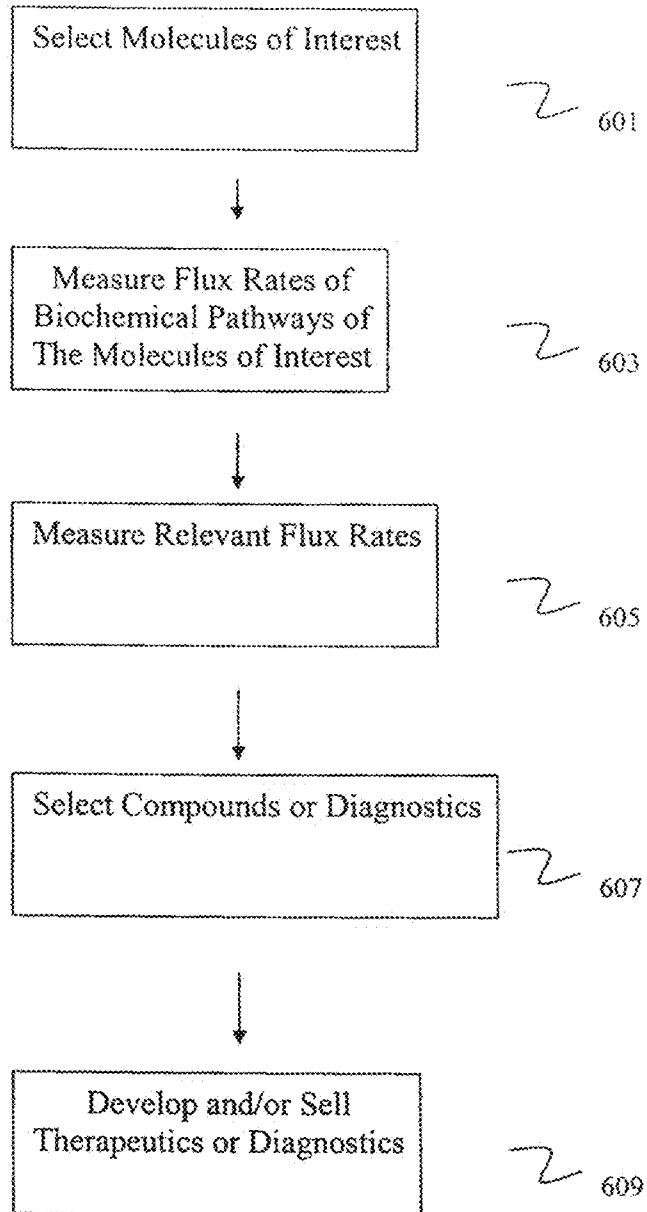 Select Molecules of Interest
601
Measure Flux Rates of
Biochemical Pathways of
The Molecules of Interest
603
Measure Relevant Flux Rates
605
Select Compounds or Diagnostics
607
Develop and/or Sell
Therapeutics or Diagnostics
609